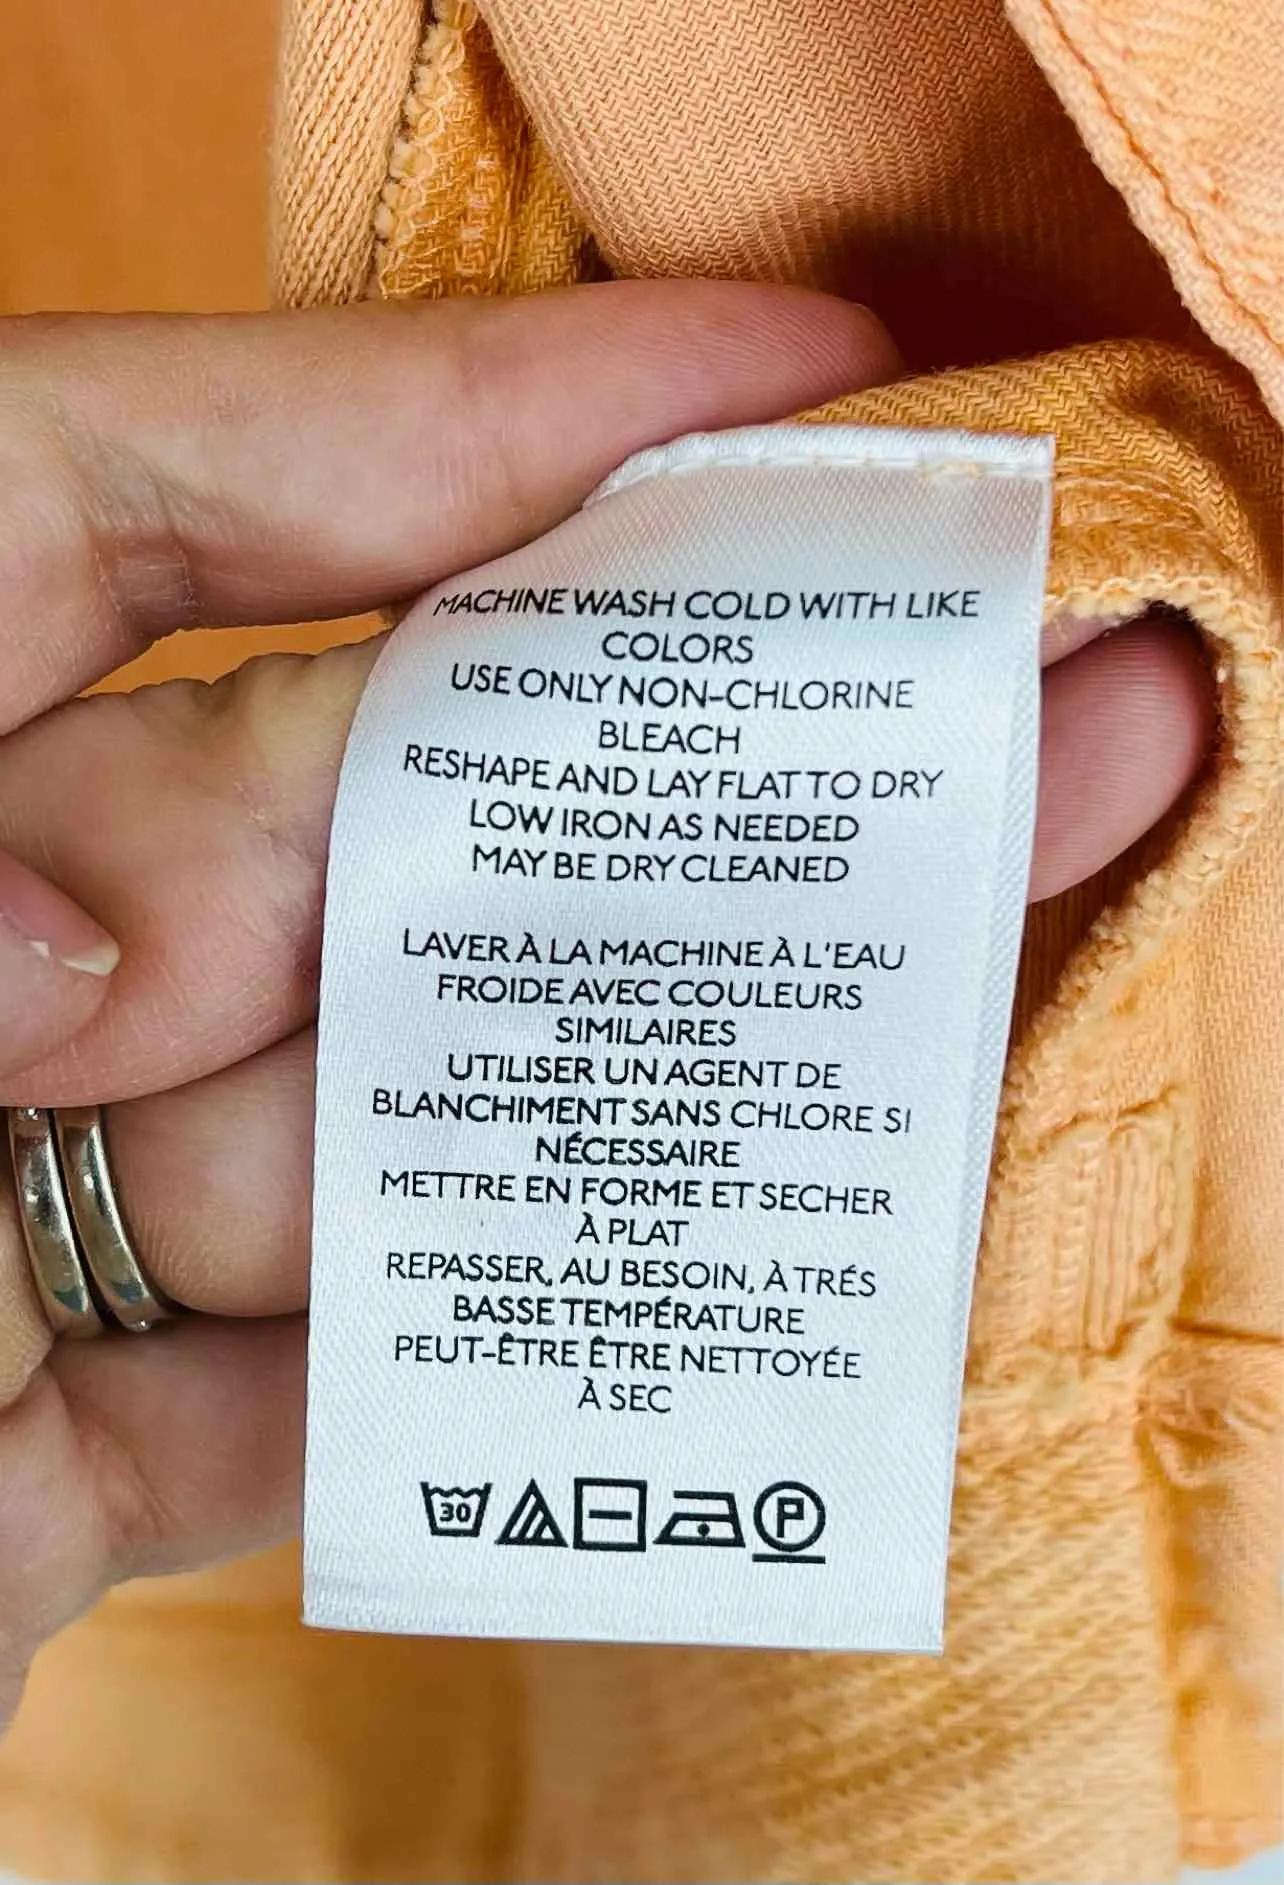 MACHINE WASH COLD WITH LIKE
COLORS
USE ONLY NON-CHLORINE
BLEACH
RESHAPE AND LAY FLAT TO DRY
LOW IRON AS NEEDED
MAY BE DRY CLEANED
LAVER À LA MACHINE À L'EAU
FROIDE AVEC COULEURS
SIMILAIRES
UTILISER UN AGENT DE
BLANCHIMENT SANS CHLORE SI
NÉCESSAIRE
METTRE EN FORME ET SECHER
À PLAT
REPASSER, AU BESOIN, À TRÉS
BASSE TEMPÉRATURE
PEUT-ÊTRE ÊTRE NETTOYÉE
À SEC
30 P